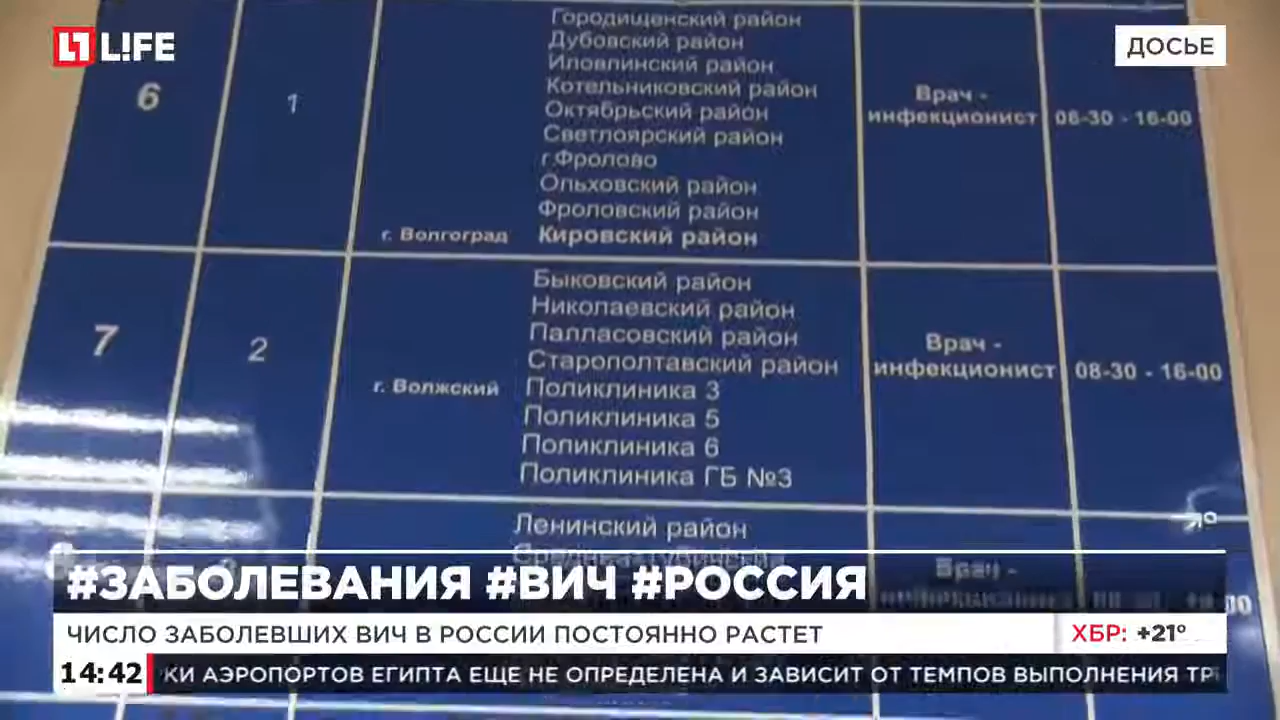 LIFE
ДОСЬЕ
Городищенский район
Дубовский район
Иловлинский район
Котельниковский район
6 1 Октябрьский район Врач - инфекционист 08-30 - 16-00
Светлоярский район
г.Фролово
Ольховский район
Фроловский район
г. Волгоград Кировский район
Быковский район
Николаевский район
Палласовский район
7 2 Старополтавский район Врач - инфекционист 08-30 - 16-00
г. Волжский Поликлиника 3
Поликлиника 5
Поликлиника 6
Поликлиника ГБ №3
Ленинский район
Врач -
#ЗАБОЛЕВАНИЯ #ВИЧ #РОССИЯ
ЧИСЛО ЗАБОЛЕВШИХ ВИЧ В РОССИИ ПОСТОЯННО РАСТЕТ
ХБР: +21°
14:42 КИ АЭРОПОРТОВ ЕГИПТА ЕЩЕ НЕ ОПРЕДЕЛЕНА И ЗАВИСИТ ОТ ТЕМПОВ ВЫПОЛНЕНИЯ ТР